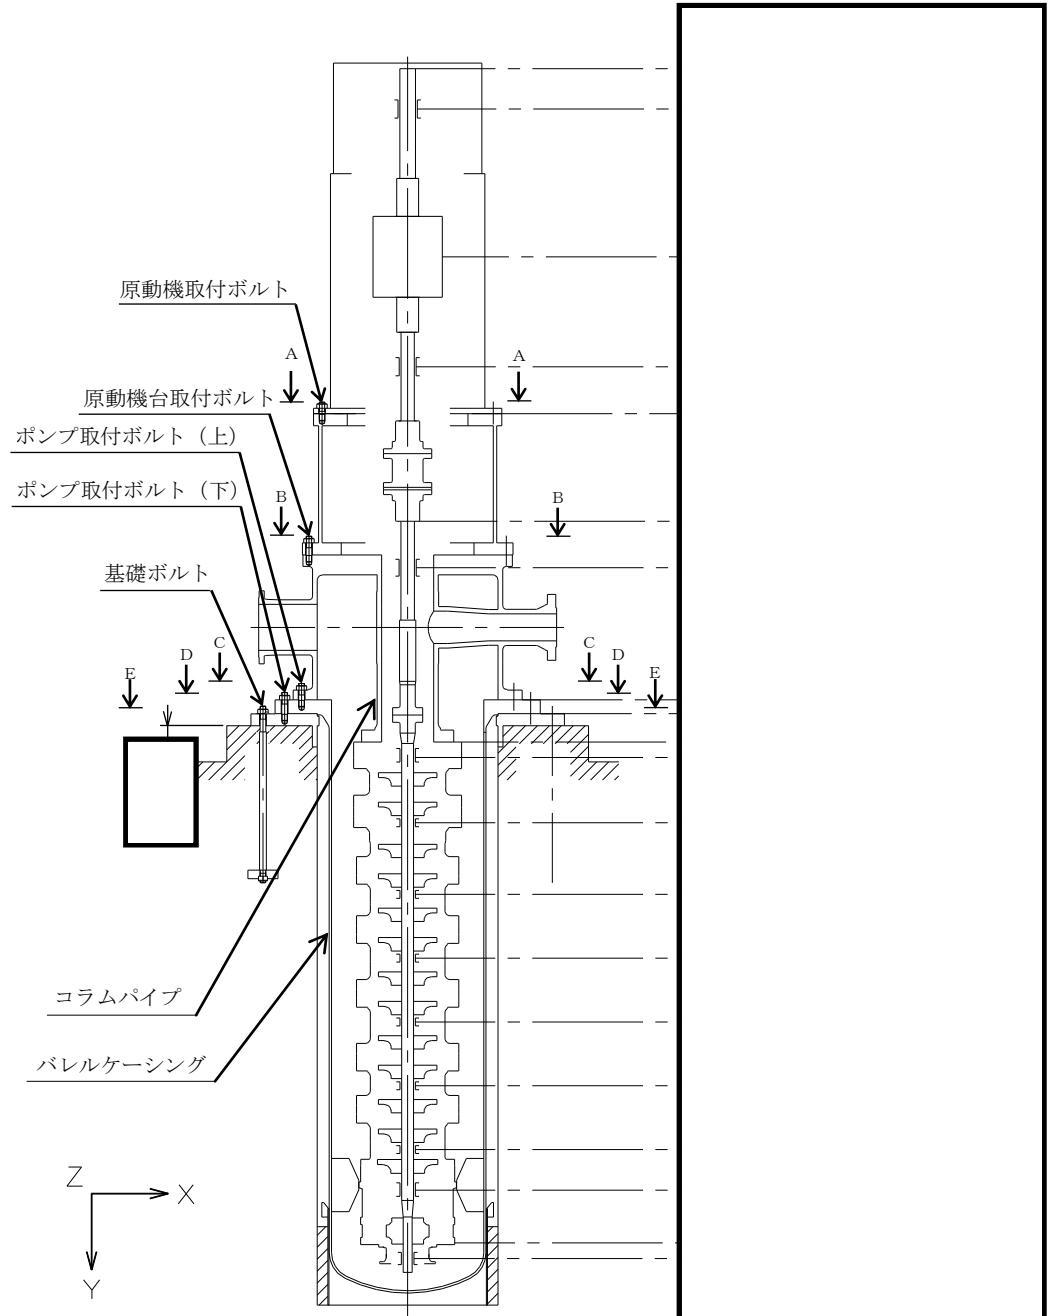 原動機取付ボルト
A A
原動機台取付ボルト
ポンプ取付ボルト（上）
ポンプ取付ボルト（下）
B B
基礎ボルト
C C
D D
E E
コラムパイプ
バレルケーシング
Z
X
Y